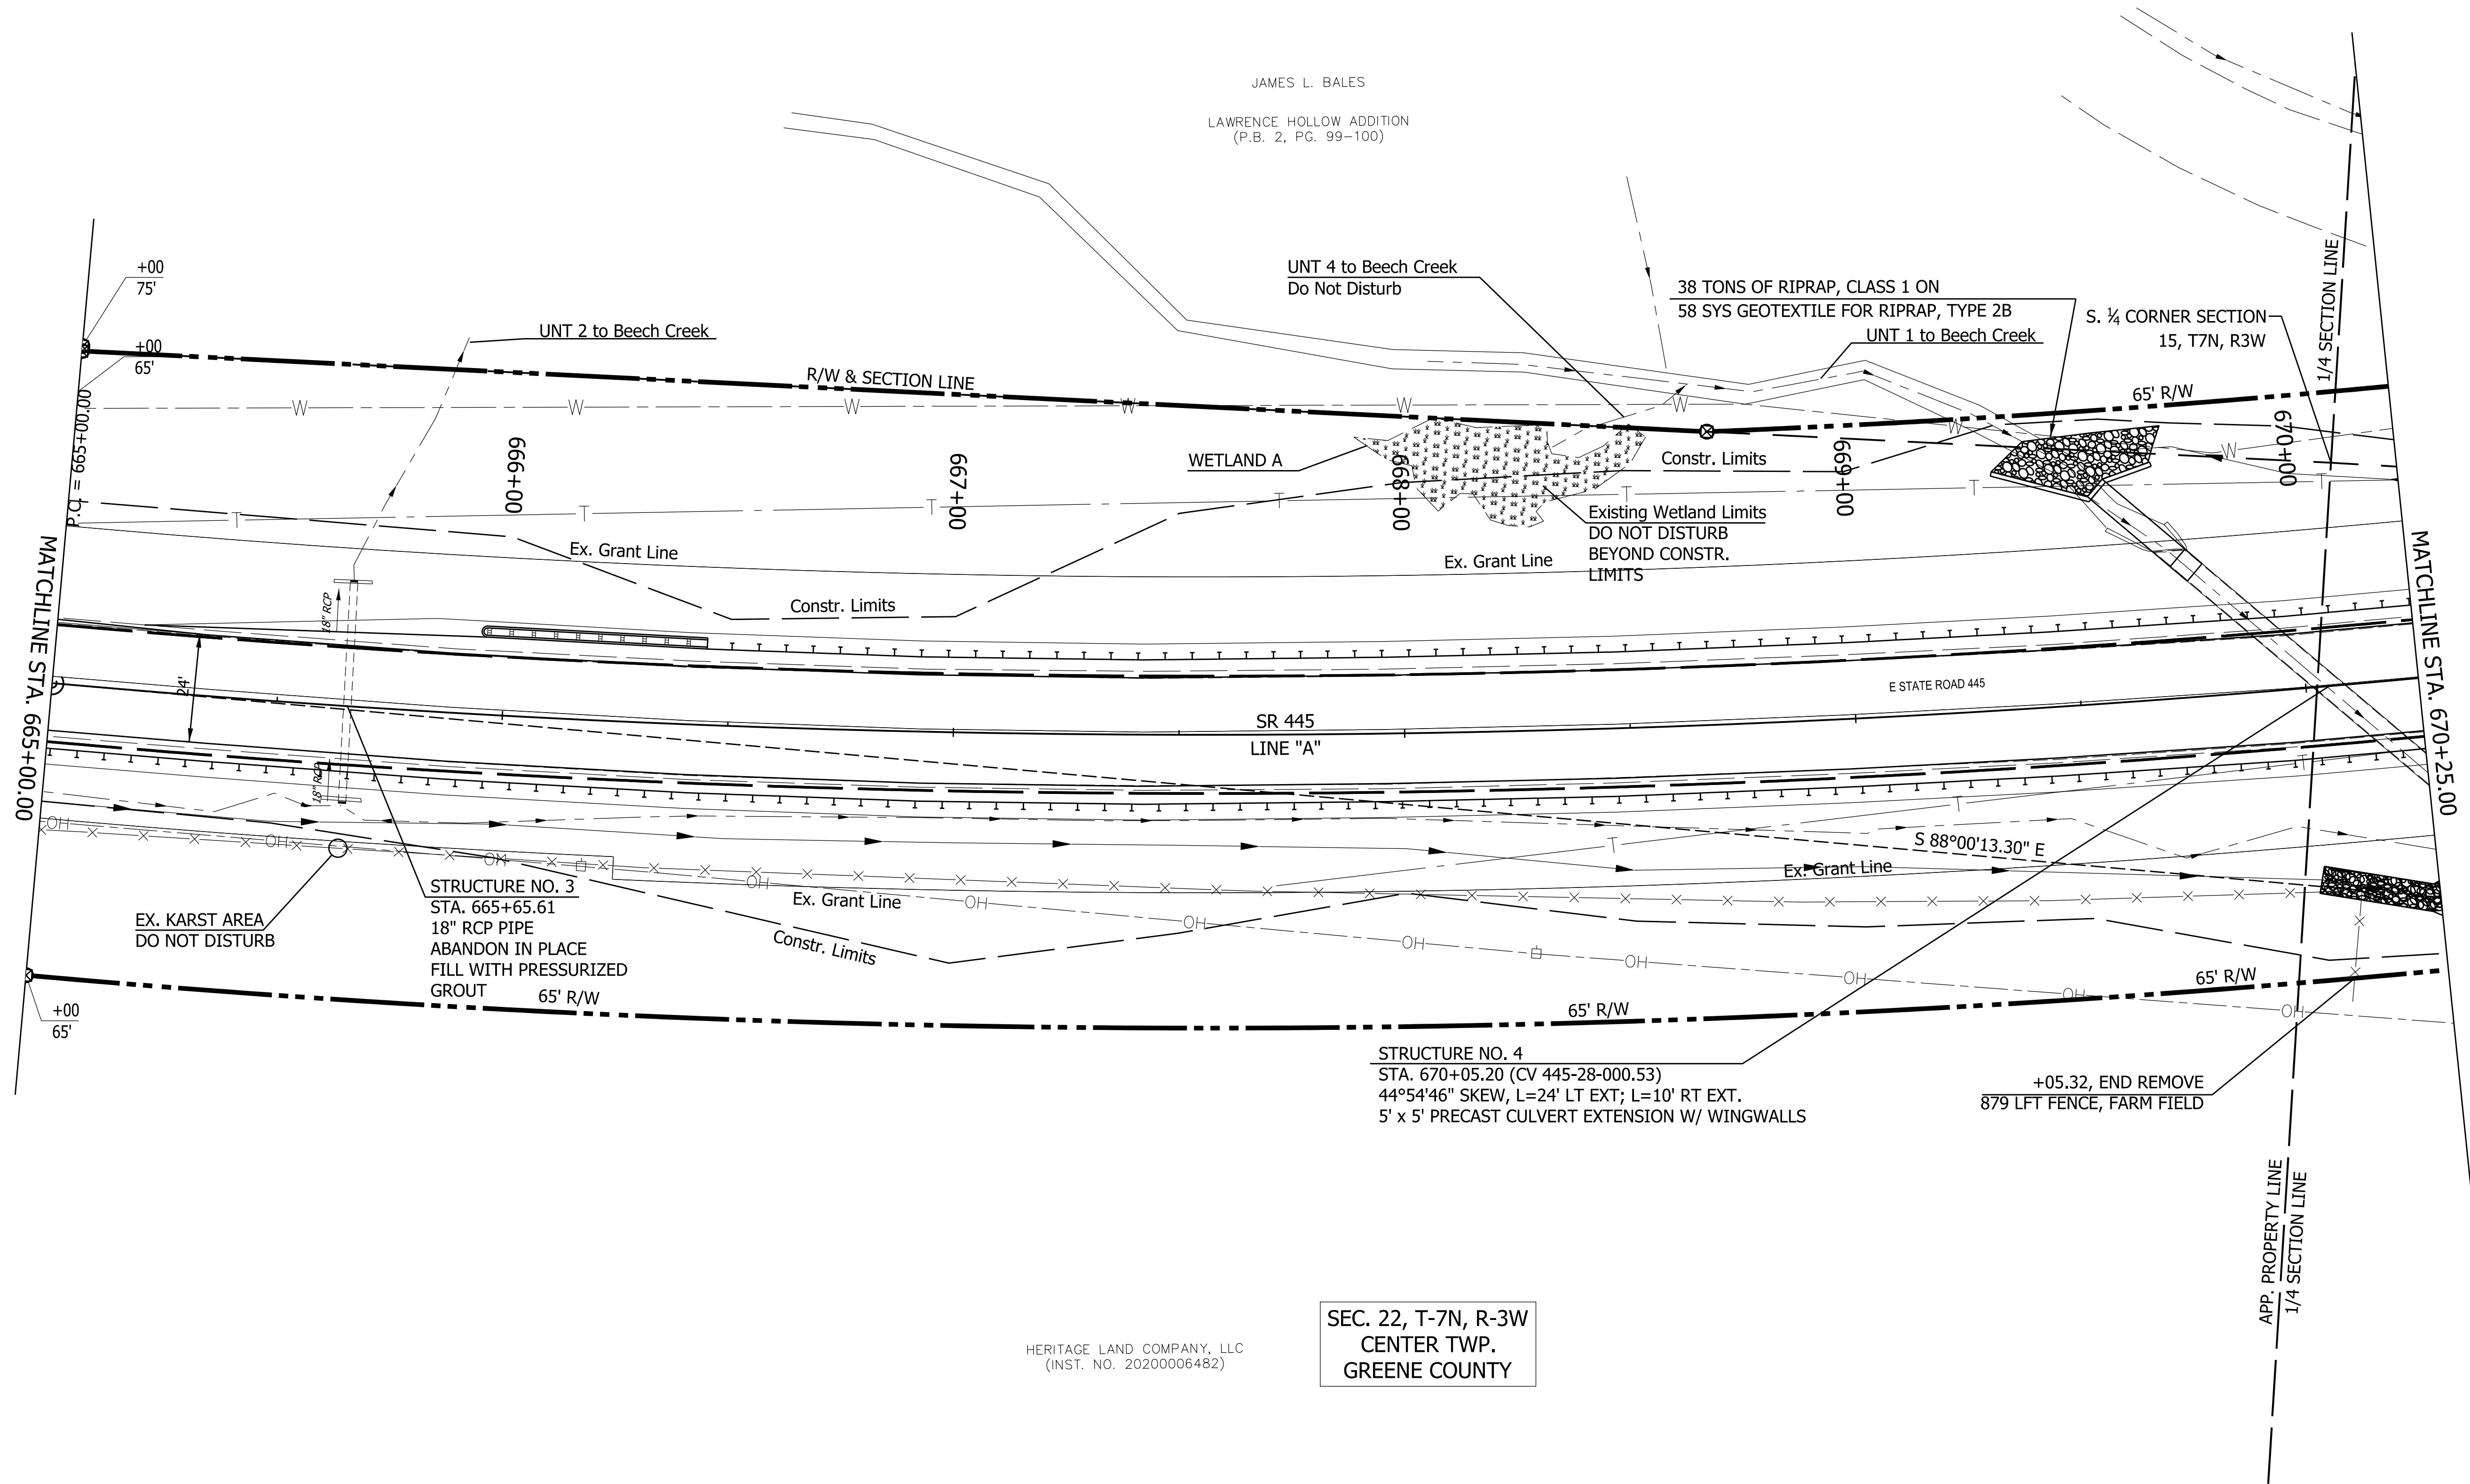 JAMES L. BALES
LAWRENCE HOLLOW ADDITION
(P.B. 2, PG. 99-100)
+00
75'
+00
65'
P.C. = 665+00.00
MATCHLINE STA. 665+00.00
UNT 2 to Beech Creek
R/W & SECTION LINE
UNT 4 to Beech Creek
Do Not Disturb
38 TONS OF RIPRAP, CLASS 1 ON
58 SYS GEOTEXTILE FOR RIPRAP, TYPE 2B
UNT 1 to Beech Creek
S. ¼ CORNER SECTION
15, T7N, R3W
1/4 SECTION LINE
65' R/W
W W W W W W W W
666+00
667+00
668+00
669+00
670+00
WETLAND A
Constr. Limits
T T T T T T T
Existing Wetland Limits
DO NOT DISTURB
BEYOND CONSTR.
LIMITS
Ex. Grant Line
Ex. Grant Line
Constr. Limits
18" RCP
24'
E STATE ROAD 445
SR 445
LINE "A"
MATCHLINE STA. 670+25.00
18" RCP
T T T
S 88°00'13.30" E
OH OH OH OH OH OH OH OH OH OH OH
Ex. Grant Line
Ex. Grant Line
Constr. Limits
EX. KARST AREA
DO NOT DISTURB
STRUCTURE NO. 3
STA. 665+65.61
18" RCP PIPE
ABANDON IN PLACE
FILL WITH PRESSURIZED
GROUT
65' R/W
65' R/W
65' R/W
+00
65'
STRUCTURE NO. 4
STA. 670+05.20 (CV 445-28-000.53)
44°54'46" SKEW, L=24' LT EXT; L=10' RT EXT.
5' x 5' PRECAST CULVERT EXTENSION W/ WINGWALLS
+05.32, END REMOVE
879 LFT FENCE, FARM FIELD
APP. PROPERTY LINE
1/4 SECTION LINE
HERITAGE LAND COMPANY, LLC
(INST. NO. 20200006482)
SEC. 22, T-7N, R-3W
CENTER TWP.
GREENE COUNTY